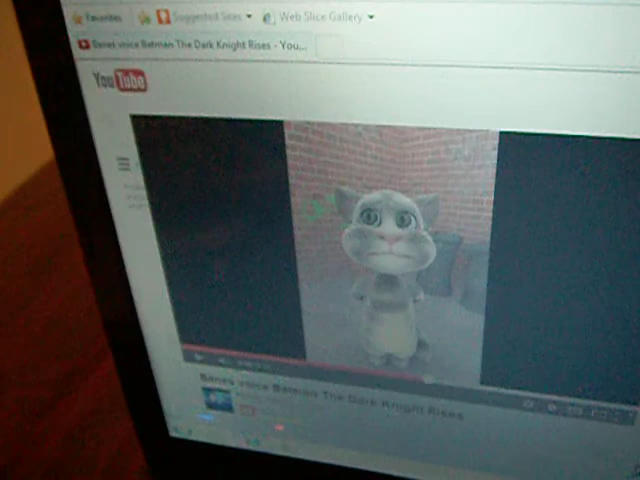 Favorites Suggested Sites Web Slice Gallery
Banes voice Batman The Dark Knight Rises - You...
YouTube
Banes voice Batman The Dark Knight Rises